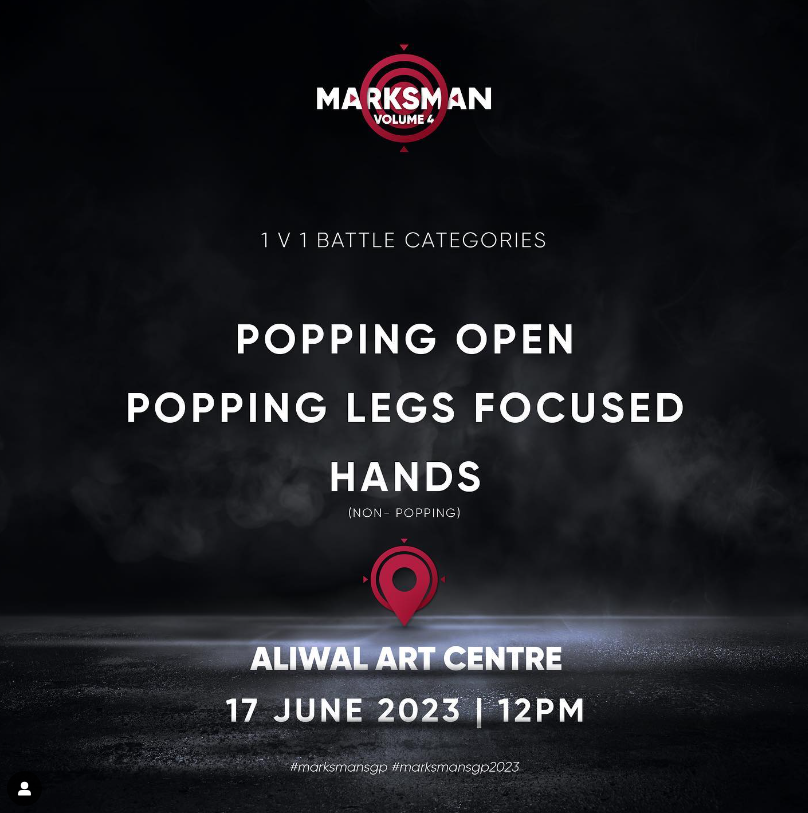 MARKSMAN
VOLUME 4
1 V 1 BATTLE CATEGORIES
POPPING OPEN
POPPING LEGS FOCUSED
HANDS
(NON- POPPING)
ALIWAL ART CENTRE
17 JUNE 2023 | 12PM
#marksmansgp #marksmansgp2023